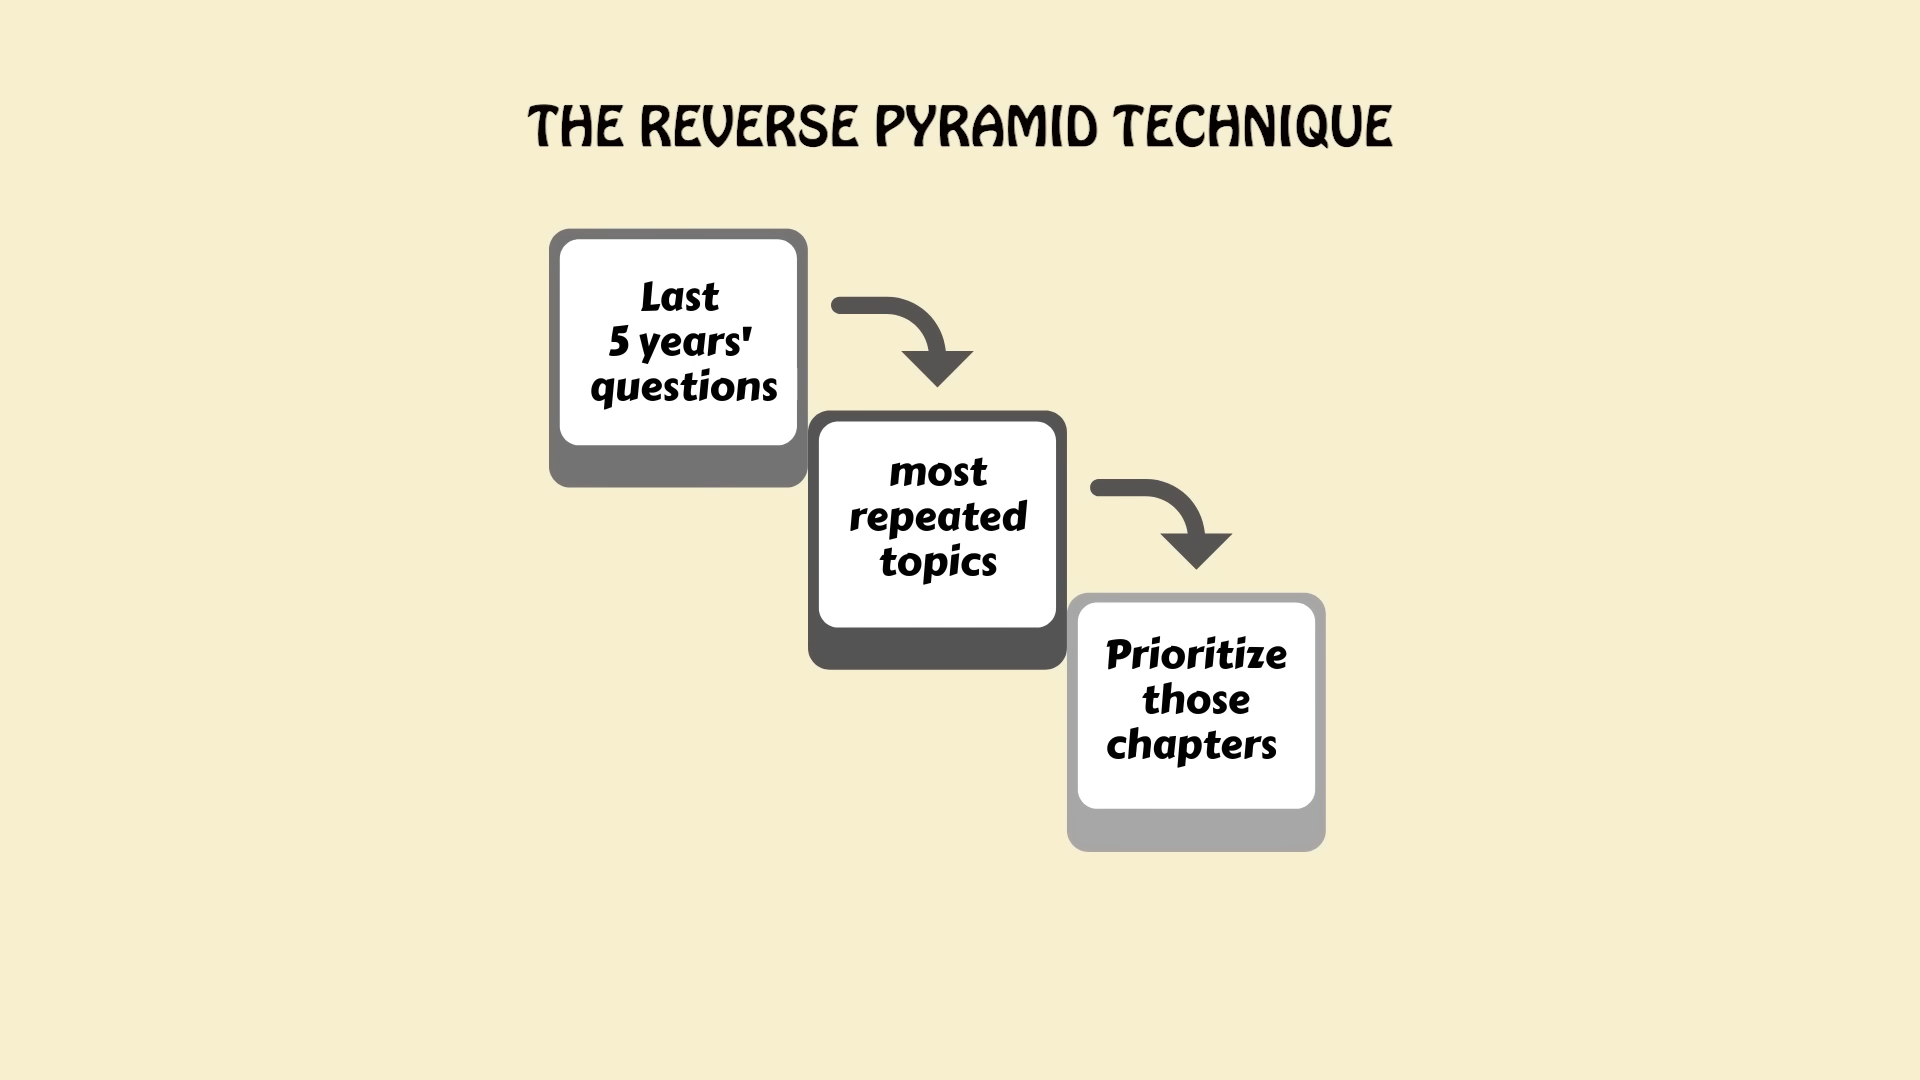 THE REVERSE PYRAMID TECHNIQUE
Last
5 years'
questions
most
repeated
topics
Prioritize
those
chapters